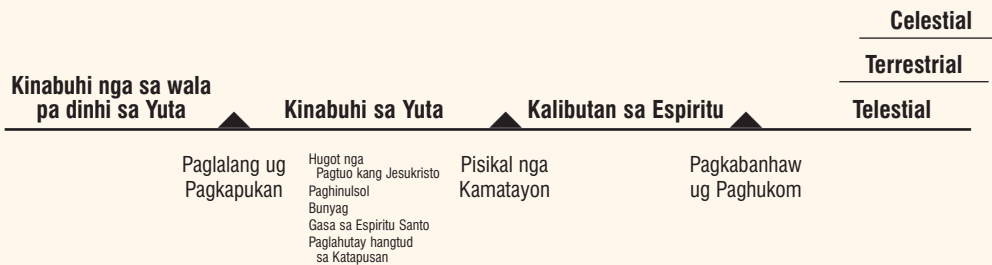 Celestial
Terrestrial
Kinabuhi nga sa wala
pa dinhi sa Yuta
Kinabuhi sa Yuta
Kalibutan sa Espiritu
Telestial
Paglalang ug
Pagkapukan
Hugot nga
Pagtuo kang Jesukristo
Paghinulsol
Bunyag
Gasa sa Espiritu Santo
Paglahutay hangtud
sa Katapusan
Pisikal nga
Kamatayon
Pagkabanhaw
ug Paghukom